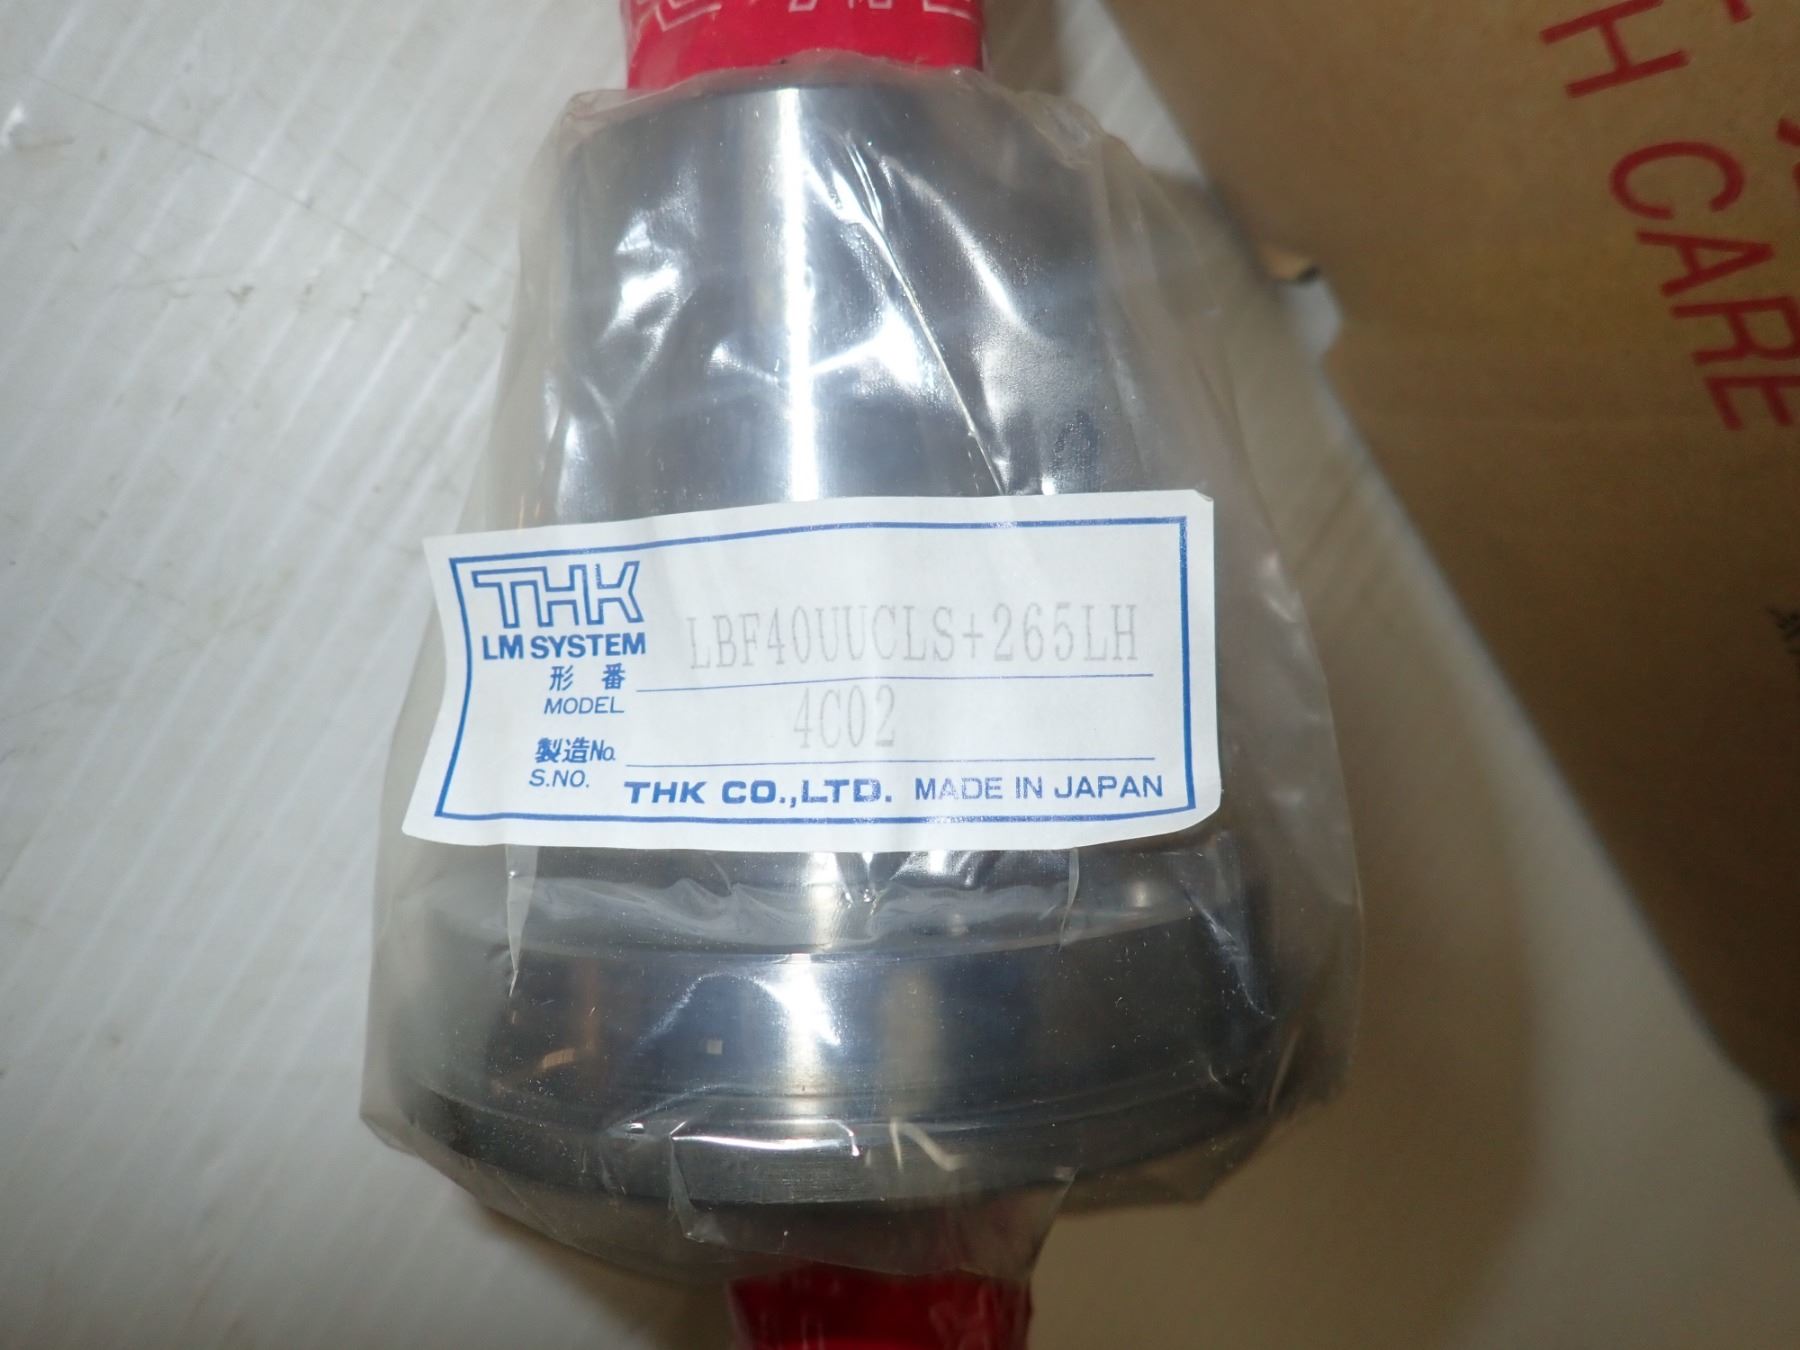 THK
LM SYSTEM
形番 LBF40UUCLS+265LH
MODEL
製造No. 4C02
S.NO.
THK CO.,LTD. MADE IN JAPAN
TH CARE